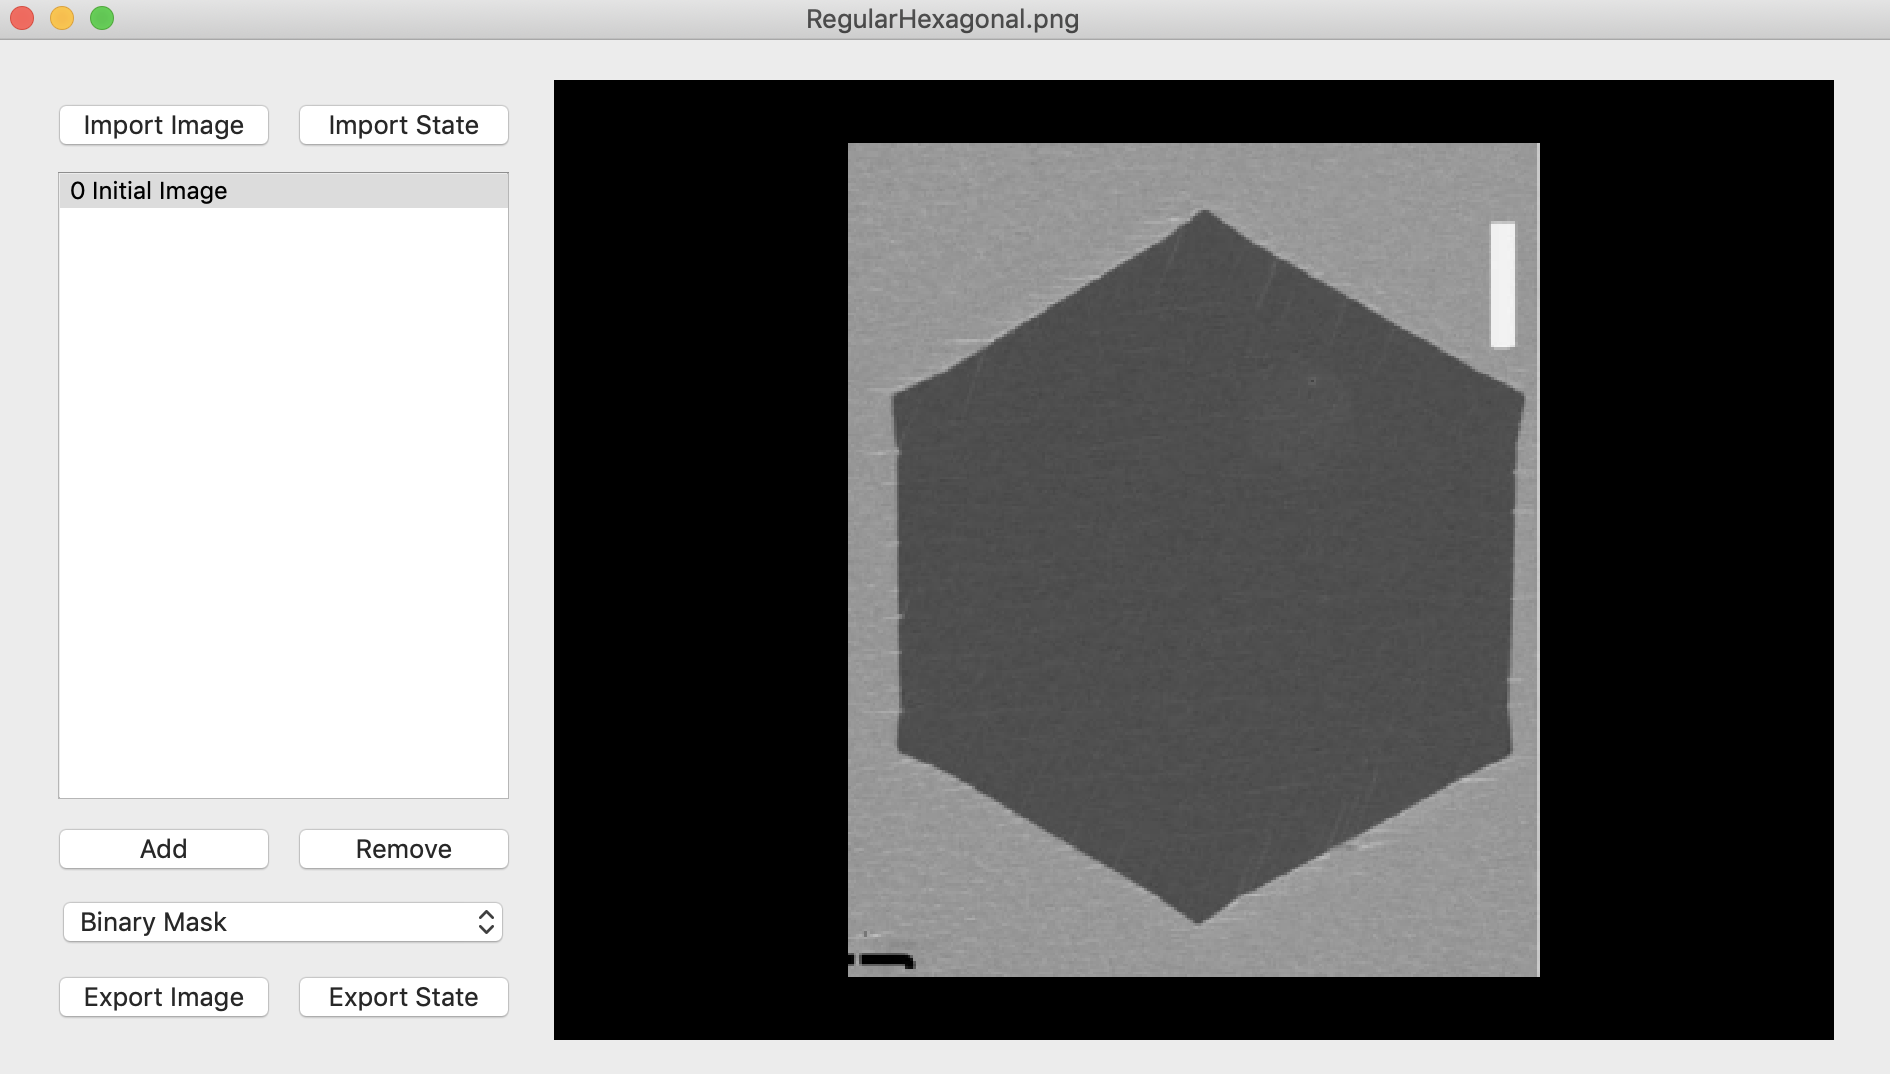 RegularHexagonal.png
Import Image
Import State
0 Initial Image
Add
Remove
Binary Mask
Export Image
Export State